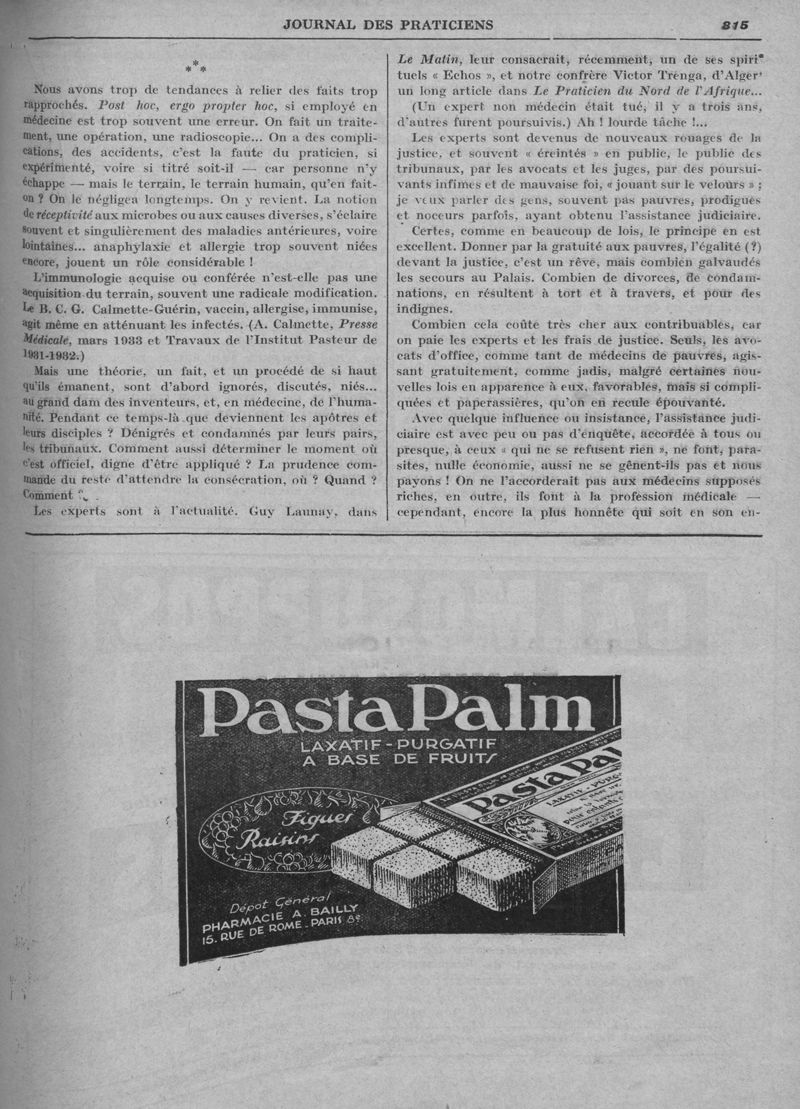 JOURNAL DES PRATICIENS 815
***
Nous avons trop de tendances à relier des faits trop
rapprochés. Post hoc, ergo propter hoc, si employé en
médecine est trop souvent une erreur. On fait un traite-
ment, une opération, une radioscopie... On a des compli-
cations, des accidents, c'est la faute du praticien, si
expérimenté, voire si titré soit-il — car personne n'y
échappe — mais le terrain, le terrain humain, qu'en fait-
on ? On le négligea longtemps. On y revient. La notion
de réceptivité aux microbes ou aux causes diverses, s'éclaire
souvent et singulièrement des maladies antérieures, voire
lointaines... anaphylaxie et allergie trop souvent niées
encore, jouent un rôle considérable !
L'immunologie acquise ou conférée n'est-elle pas une
acquisition du terrain, souvent une radicale modification.
Le B. C. G. Calmette-Guérin, vaccin, allergise, immunise,
agit même en atténuant les infectés. (A. Calmette, Presse
Médicale, mars 1933 et Travaux de l'Institut Pasteur de
1931-1932.)
Mais une théorie, un fait, et un procédé de si haut
qu'ils émanent, sont d'abord ignorés, discutés, niés...
au grand dam des inventeurs, et, en médecine, de l'huma-
nité. Pendant ce temps-là que deviennent les apôtres et
leurs disciples ? Dénigrés et condamnés par leurs pairs,
les tribunaux. Comment aussi déterminer le moment où
c'est officiel, digne d'être appliqué ? La prudence com-
mande du reste d'attendre la consécration, où ? Quand ?
Comment ?
Les experts sont à l'actualité. Guy Launay, dans
Le Matin, leur consacrait, récemment, un de ses spiri-
tuels « Echos », et notre confrère Victor Trenga, d'Alger,
un long article dans Le Praticien du Nord de l'Afrique...
(Un expert non médecin était tué, il y a trois ans,
d'autres furent poursuivis.) Ah ! lourde tâche !...
Les experts sont devenus de nouveaux rouages de la
justice, et souvent « éreintés » en public, le public des
tribunaux, par les avocats et les juges, par des poursui-
vants infimes et de mauvaise foi, « jouant sur le velours » ;
je veux parler des gens, souvent pas pauvres, prodigues
et noceurs parfois, ayant obtenu l'assistance judiciaire.
Certes, comme en beaucoup de lois, le principe en est
excellent. Donner par la gratuité aux pauvres, l'égalité (?)
devant la justice, c'est un rêve, mais combien galvaudés
les secours au Palais. Combien de divorces, de condam-
nations, en résultent à tort et à travers, et pour des
indignes.
Combien cela coûte très cher aux contribuables, car
on paie les experts et les frais de justice. Seuls, les avo-
cats d'office, comme tant de médecins de pauvres, agis-
sant gratuitement, comme jadis, malgré certaines nou-
velles lois en apparence à eux, favorables, mais si compli-
quées et paperassières, qu'on en recule épouvanté.
Avec quelque influence ou insistance, l'assistance judi-
ciaire est avec peu ou pas d'enquête, accordée à tous ou
presque, à ceux « qui ne se refusent rien », ne font, para-
sites, nulle économie, aussi ne se gênent-ils pas et nous
payons ! On ne l'accorderait pas aux médecins supposés
riches, en outre, ils font à la profession médicale —
cependant, encore la plus honnête qui soit en son en-
Pasta Palm
LAXATIF - PURGATIF
A BASE DE FRUITS
Figues
Raisins
Pasta Pal
LAXATIF - PURG
Dépôt Général
PHARMACIE A. BAILLY
15. RUE DE ROME - PARIS 8e